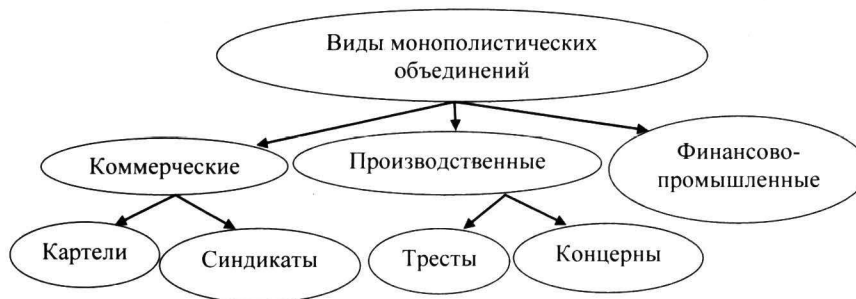 Виды монополистических
объединений
Коммерческие
Производственные
Финансово-
промышленные
Картели
Синдикаты
Тресты
Концерны